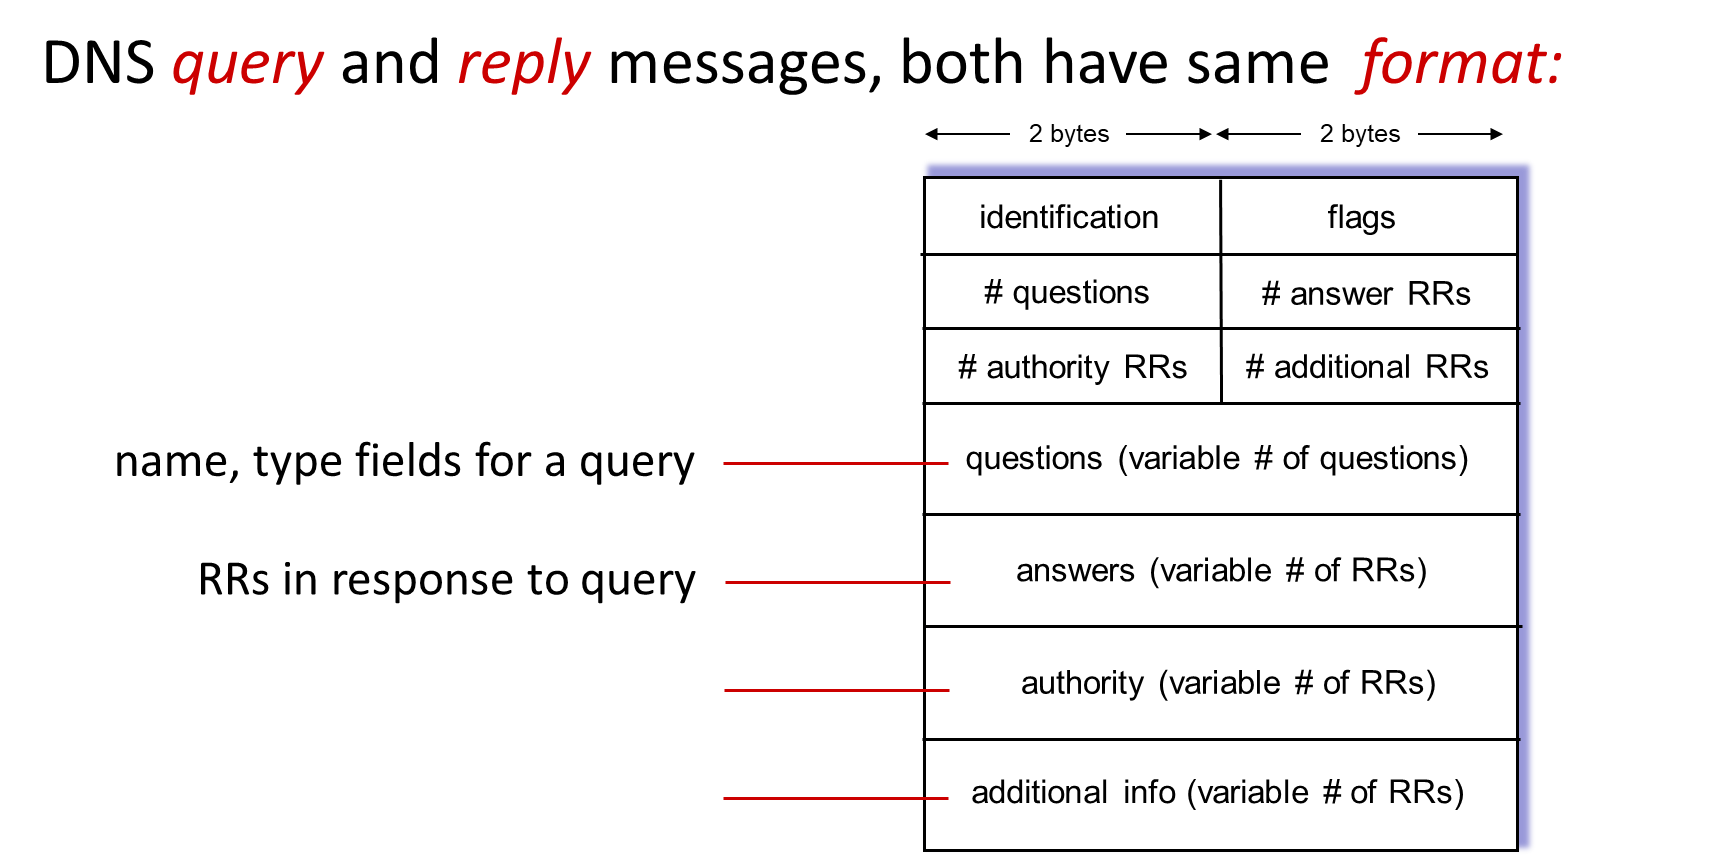 DNS query and reply messages, both have same format:
2 bytes 2 bytes
identification flags
# questions # answer RRs
# authority RRs # additional RRs
name, type fields for a query questions (variable # of questions)
RRs in response to query answers (variable # of RRs)
authority (variable # of RRs)
additional info (variable # of RRs)